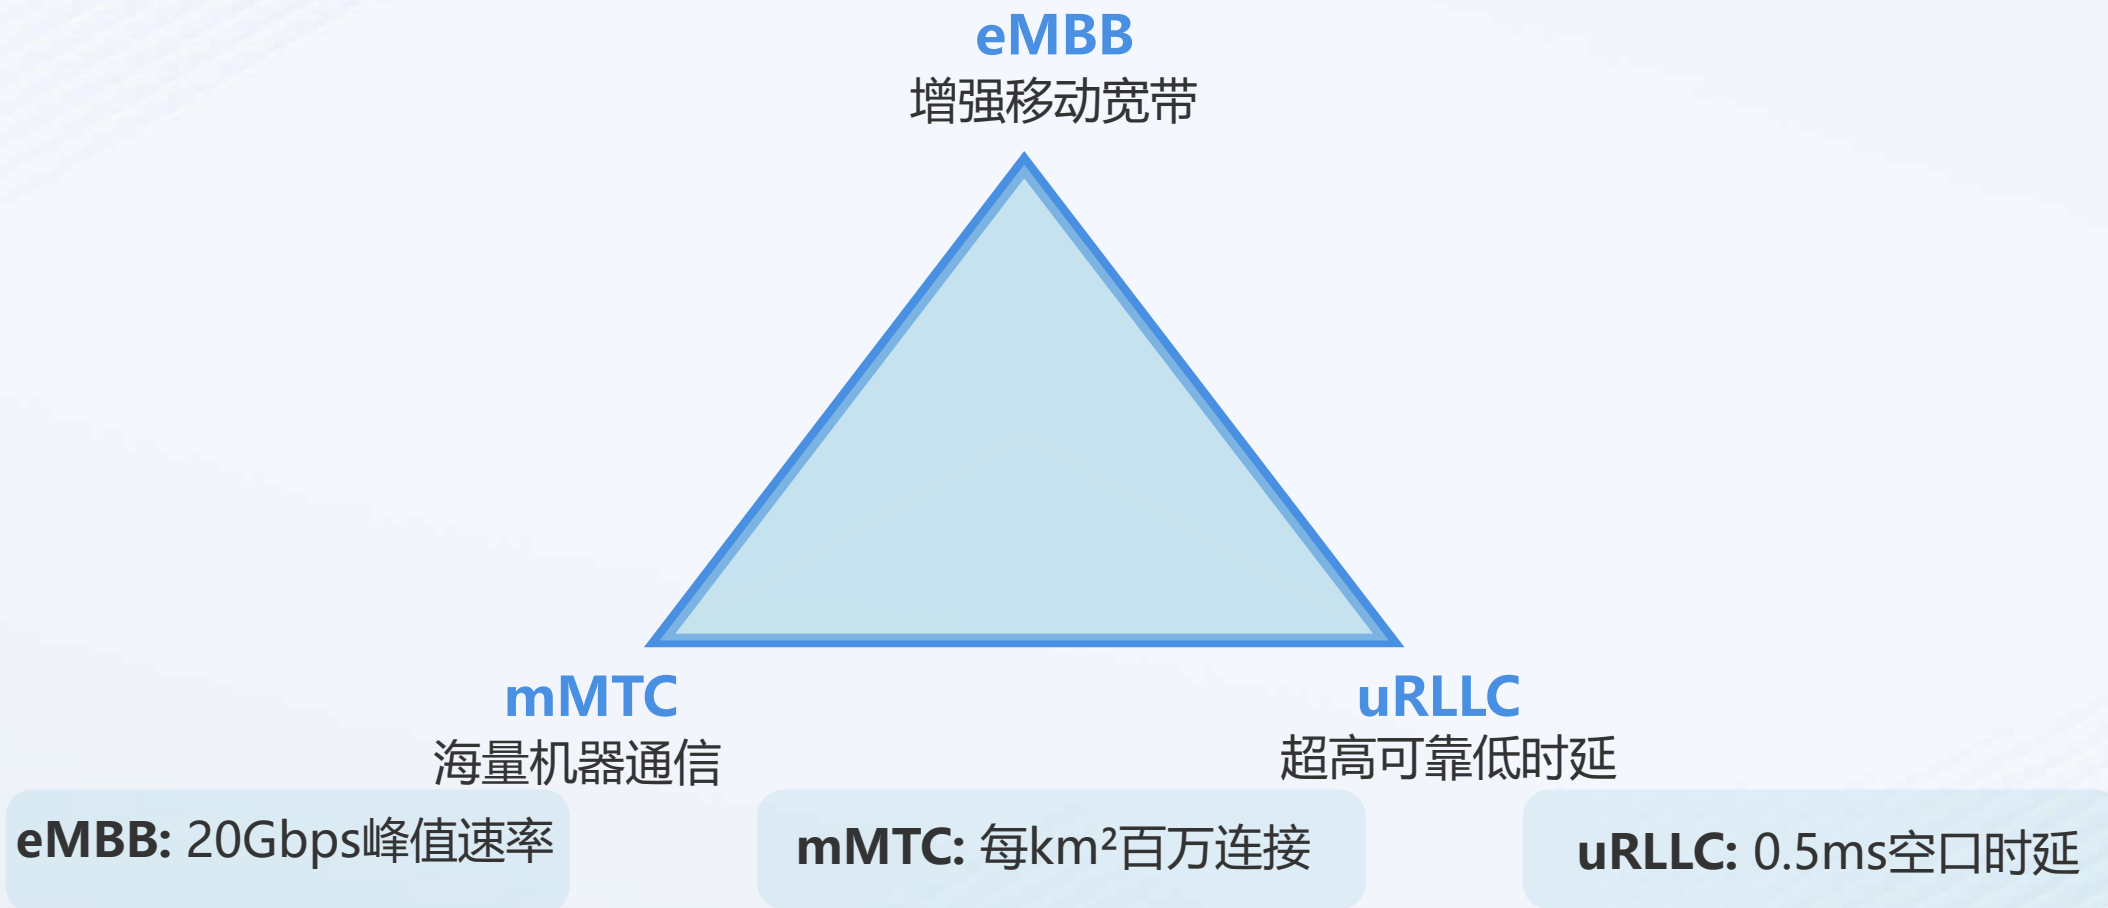 eMBB
增强移动宽带
mMTC
海量机器通信
uRLLC
超高可靠低时延
eMBB: 20Gbps峰值速率
mMTC: 每km²百万连接
uRLLC: 0.5ms空口时延